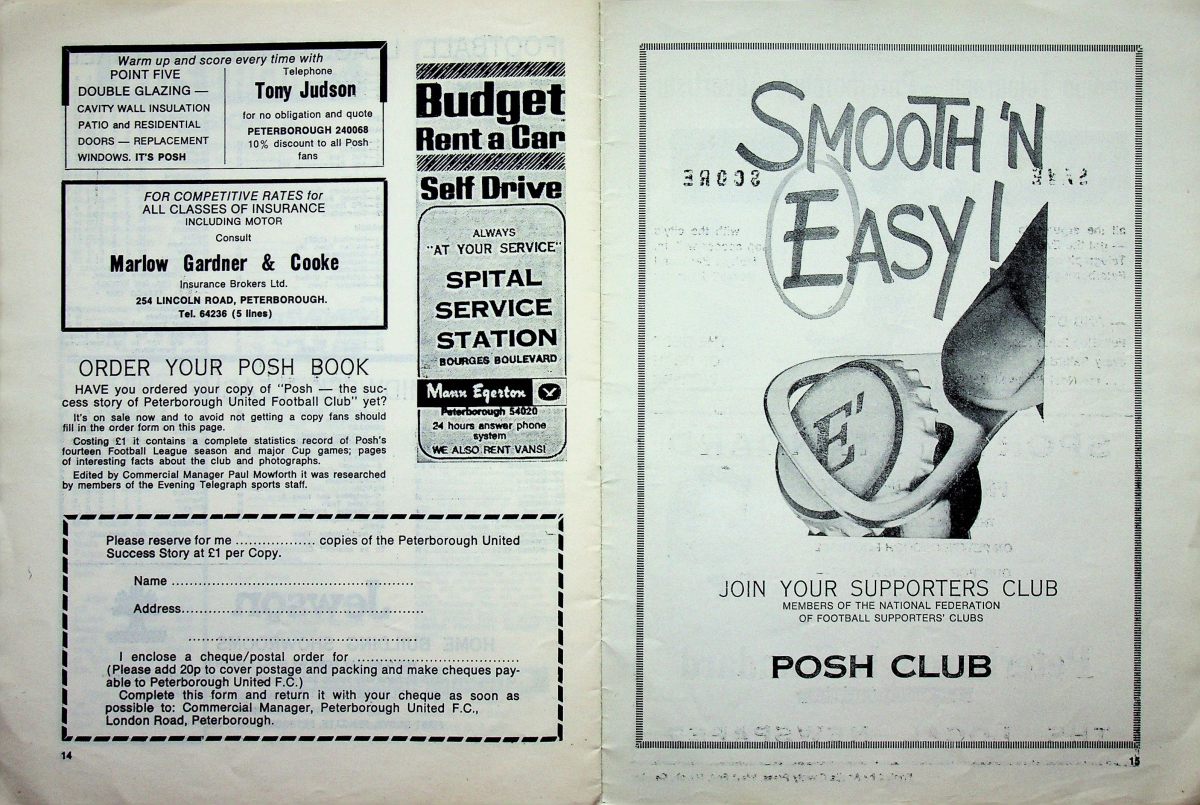 Warm up and score every time with
POINT FIVE
DOUBLE GLAZING —
CAVITY WALL INSULATION
PATIO and RESIDENTIAL
DOORS — REPLACEMENT
WINDOWS. IT'S POSH
Telephone
Tony Judson
for no obligation and quote
PETERBOROUGH 240068
10% discount to all Posh
fans
FOR COMPETITIVE RATES for
ALL CLASSES OF INSURANCE
INCLUDING MOTOR
Consult
Marlow Gardner & Cooke
Insurance Brokers Ltd.
254 LINCOLN ROAD, PETERBOROUGH.
Tel. 64236 (5 lines)
ORDER YOUR POSH BOOK
HAVE you ordered your copy of "Posh — the suc-
cess story of Peterborough United Football Club" yet?
It's on sale now and to avoid not getting a copy fans should
fill in the order form on this page.
Costing £1 it contains a complete statistics record of Posh's
fourteen Football League season and major Cup games; pages
of interesting facts about the club and photographs.
Edited by Commercial Manager Paul Mowforth it was researched
by members of the Evening Telegraph sports staff.
Budget
Rent a Car
Self Drive
ALWAYS
"AT YOUR SERVICE"
SPITAL
SERVICE
STATION
BOURGES BOULEVARD
Mann Egerton
Peterborough 54020
24 hours answer phone
system
WE ALSO RENT VANS!
Please reserve for me .................. copies of the Peterborough United
Success Story at £1 per Copy.
Name ......................................................
Address......................................................
......................................................
I enclose a cheque/postal order for ....................................
(Please add 20p to cover postage and packing and make cheques pay-
able to Peterborough United F.C.)
Complete this form and return it with your cheque as soon as
possible to: Commercial Manager, Peterborough United F.C.,
London Road, Peterborough.
14
SMOOTH 'N
EASY!
'E'
JOIN YOUR SUPPORTERS CLUB
MEMBERS OF THE NATIONAL FEDERATION
OF FOOTBALL SUPPORTERS' CLUBS
POSH CLUB
15